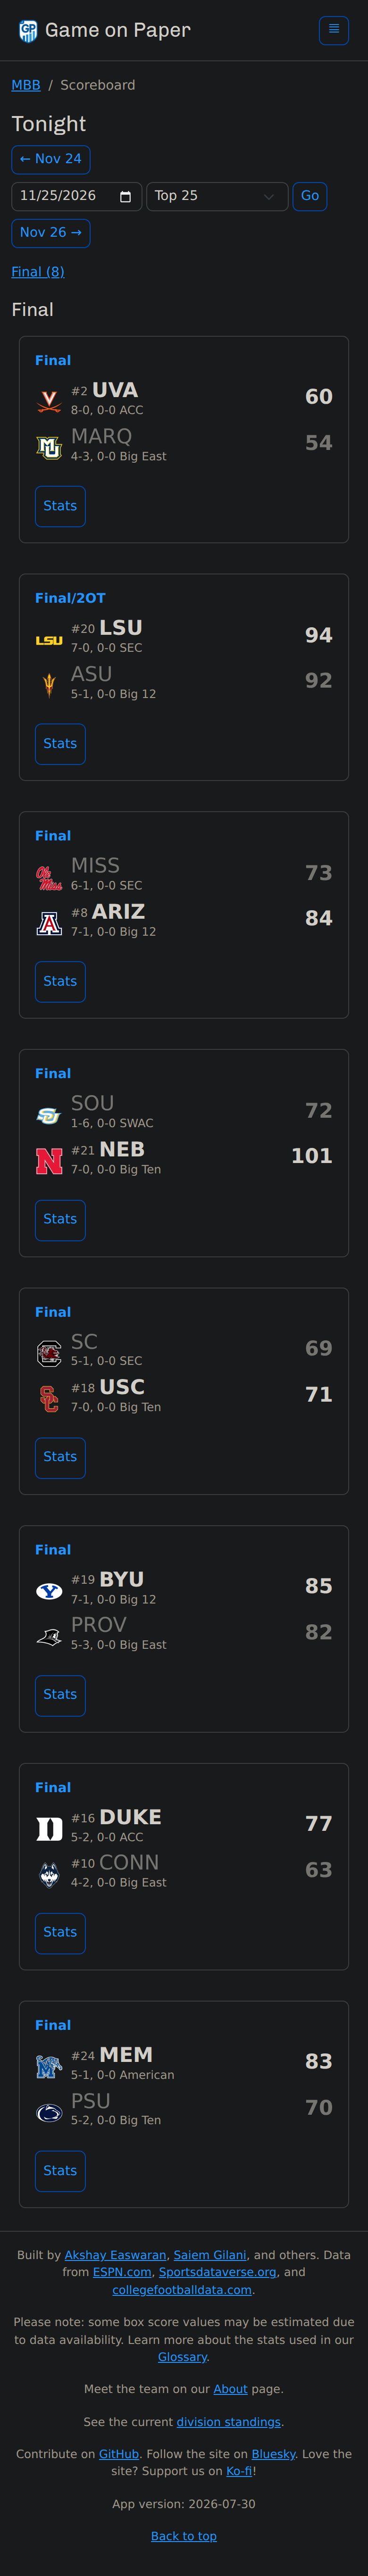 Game on Paper
MBB / Scoreboard
Tonight
← Nov 24
11/25/2026 Top 25 Go
Nov 26 →
Final (8)
Final
Final
#2 UVA 60
8-0, 0-0 ACC
MARQ 54
4-3, 0-0 Big East
Stats
Final/2OT
#20 LSU 94
7-0, 0-0 SEC
ASU 92
5-1, 0-0 Big 12
Stats
Final
MISS 73
6-1, 0-0 SEC
#8 ARIZ 84
7-1, 0-0 Big 12
Stats
Final
SOU 72
1-6, 0-0 SWAC
#21 NEB 101
7-0, 0-0 Big Ten
Stats
Final
SC 69
5-1, 0-0 SEC
#18 USC 71
7-0, 0-0 Big Ten
Stats
Final
#19 BYU 85
7-1, 0-0 Big 12
PROV 82
5-3, 0-0 Big East
Stats
Final
#16 DUKE 77
5-2, 0-0 ACC
#10 CONN 63
4-2, 0-0 Big East
Stats
Final
#24 MEM 83
5-1, 0-0 American
PSU 70
5-2, 0-0 Big Ten
Stats
Built by Akshay Easwaran, Saiem Gilani, and others. Data
from ESPN.com, Sportsdataverse.org, and
collegefootballdata.com.
Please note: some box score values may be estimated due
to data availability. Learn more about the stats used in our
Glossary.
Meet the team on our About page.
See the current division standings.
Contribute on GitHub. Follow the site on Bluesky. Love the
site? Support us on Ko-fi!
App version: 2026-07-30
Back to top